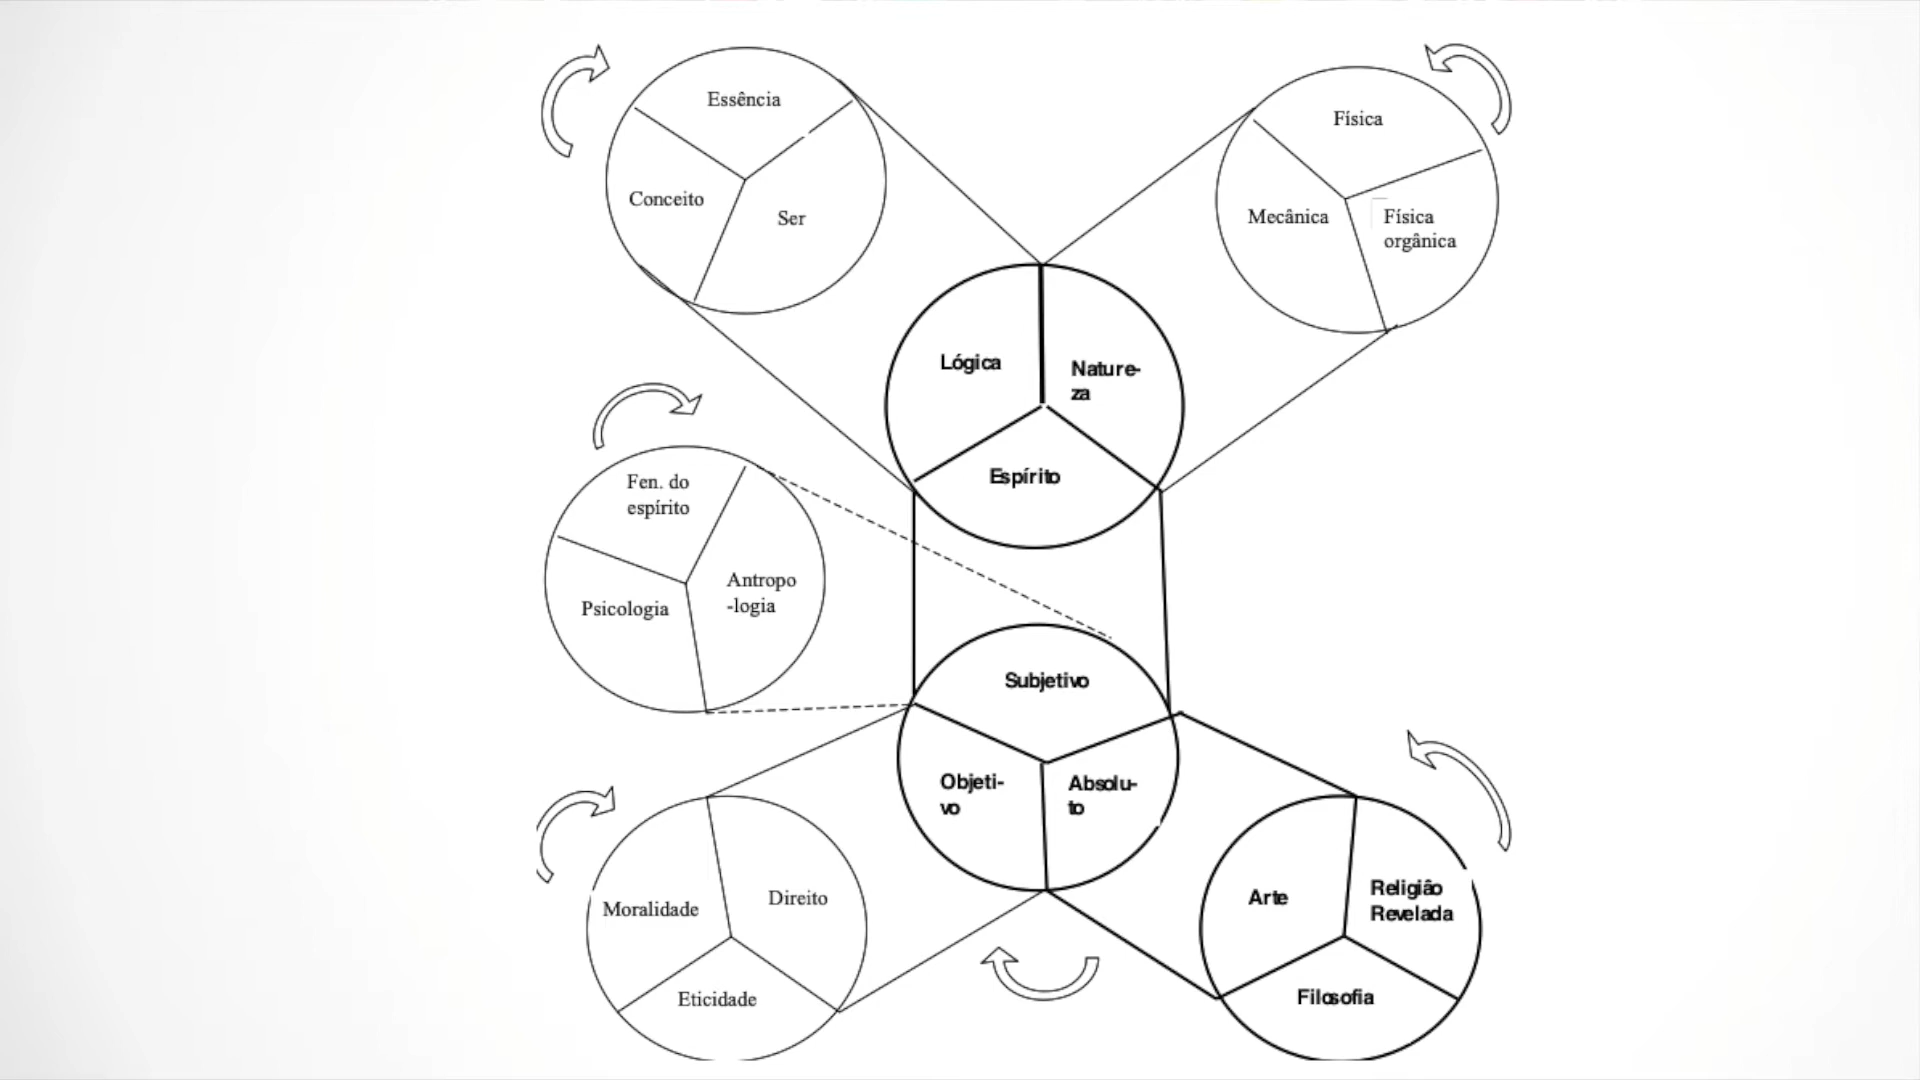 Essência
Conceito
Ser
Física
Mecânica
Física
orgânica
Lógica
Nature-
za
Espírito
Fen. do
espírito
Psicologia
Antropo
-logia
Subjetivo
Objeti-
vo
Absolu-
to
Moralidade
Direito
Eticidade
Arte
Religião
Revelada
Filosofia